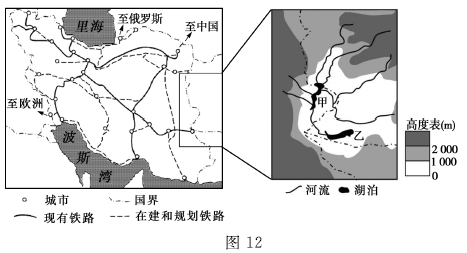 里海
至俄罗斯
至中国
至欧洲
波
斯
湾
甲
乙
高度表(m)
2 000
1 000
0
城市
国界
河流
湖泊
现有铁路
在建和规划铁路
图 12